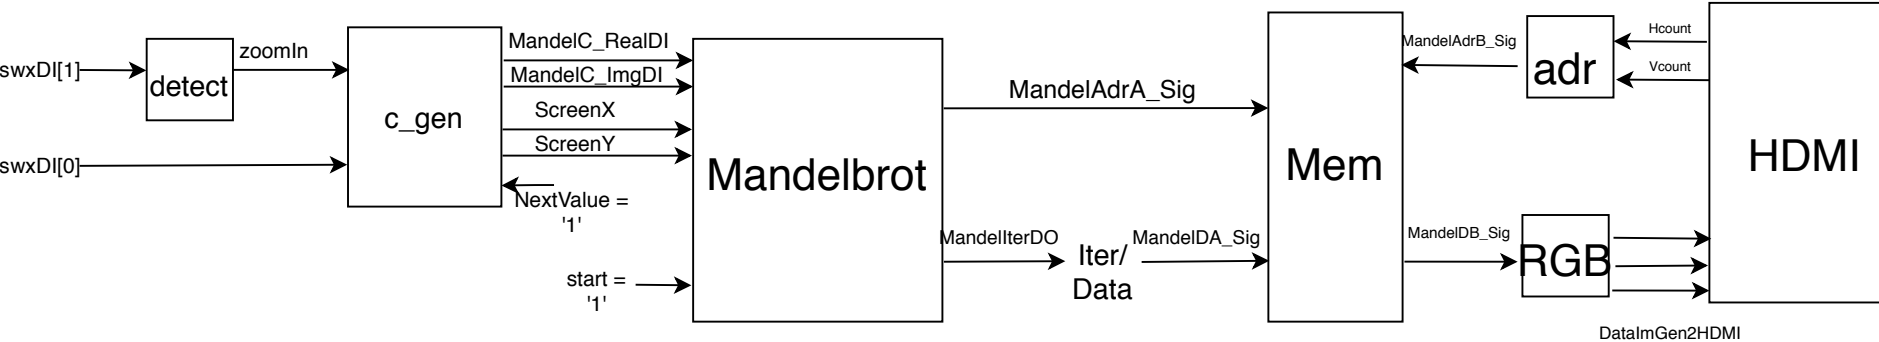 swxDI[1]
detect
zoomIn
swxDI[0]
c_gen
MandelC_RealDI
MandelC_ImgDI
ScreenX
ScreenY
NextValue =
'1'
start =
'1'
Mandelbrot
MandelAdrA_Sig
MandelIterDO
Iter/
Data
MandelDA_Sig
Mem
MandelAdrB_Sig
adr
Hcount
Vcount
MandelDB_Sig
RGB
HDMI
DataImGen2HDMI